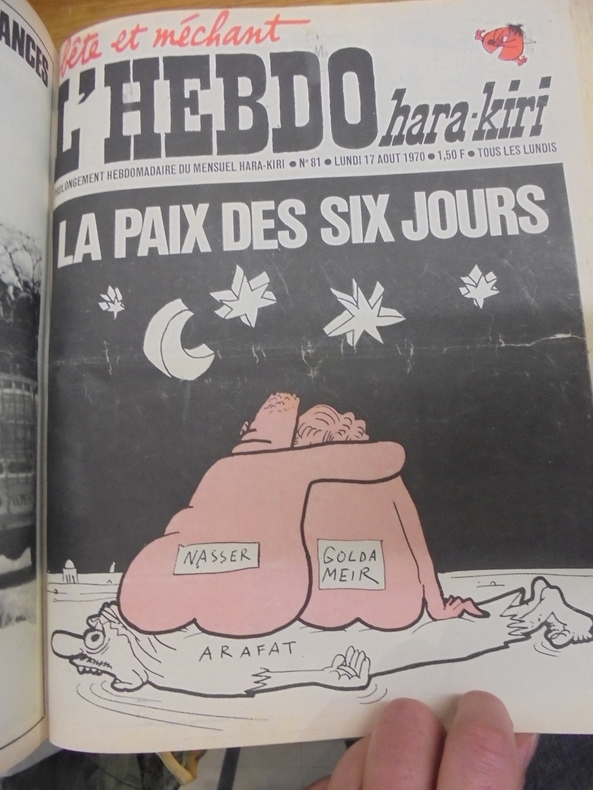 ANGES
bête et méchant
L'HEBDO hara-kiri
PROLONGEMENT HEBDOMADAIRE DU MENSUEL HARA-KIRI ● N° 81 ● LUNDI 17 AOUT 1970 ● 1,50 F ● TOUS LES LUNDIS
LA PAIX DES SIX JOURS
NASSER
GOLDA
MEIR
ARAFAT